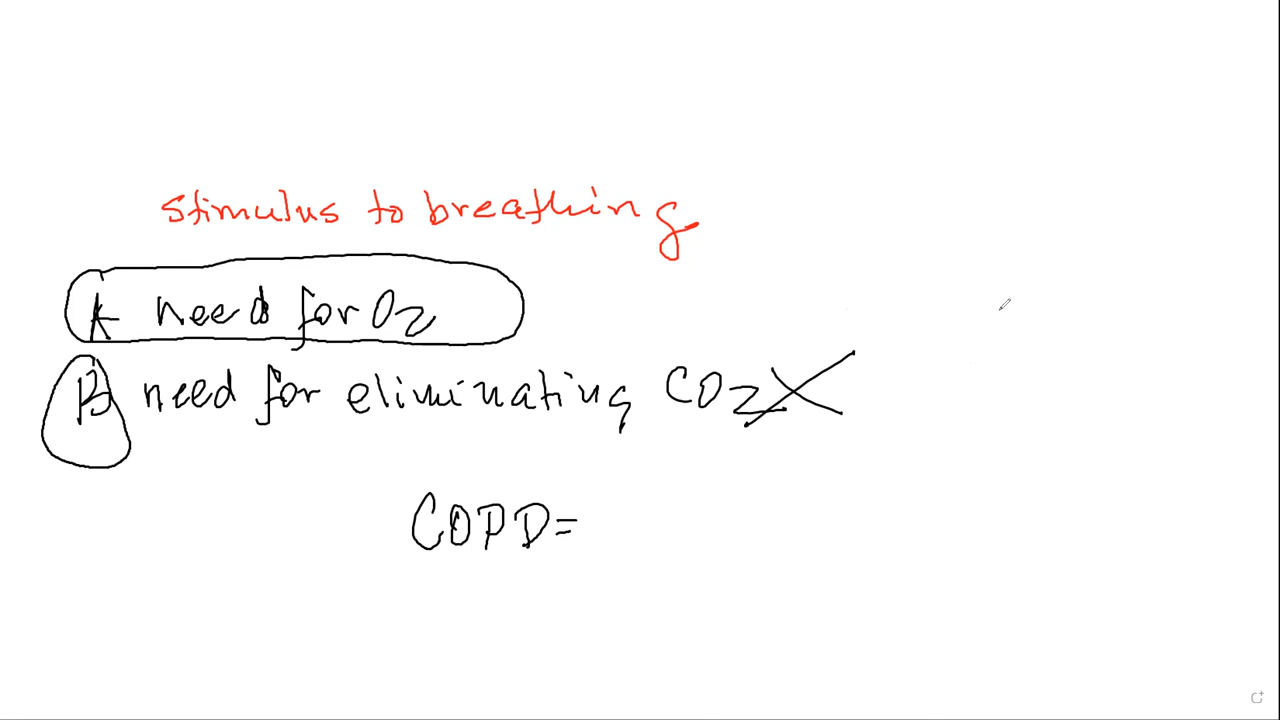 Stimulus to breathing
A need for O2
B need for eliminating CO2
COPD=